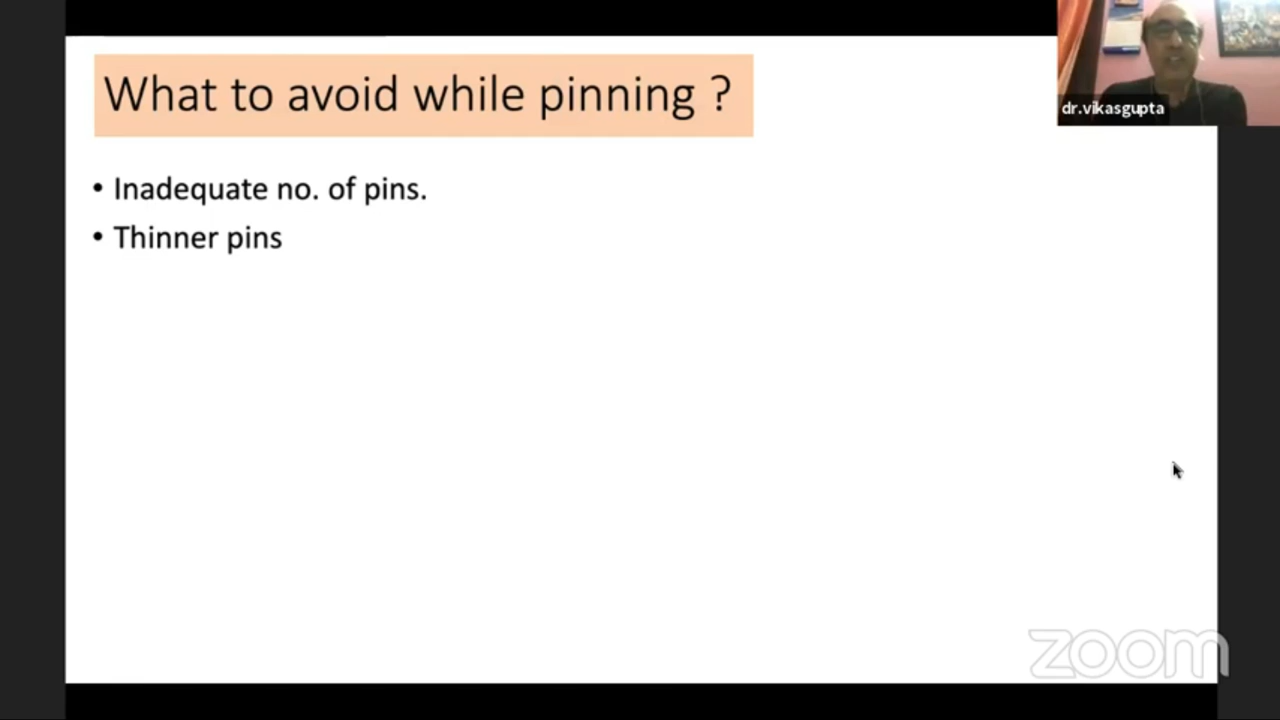 What to avoid while pinning ?
dr.vikasgupta
• Inadequate no. of pins.
• Thinner pins
zoom